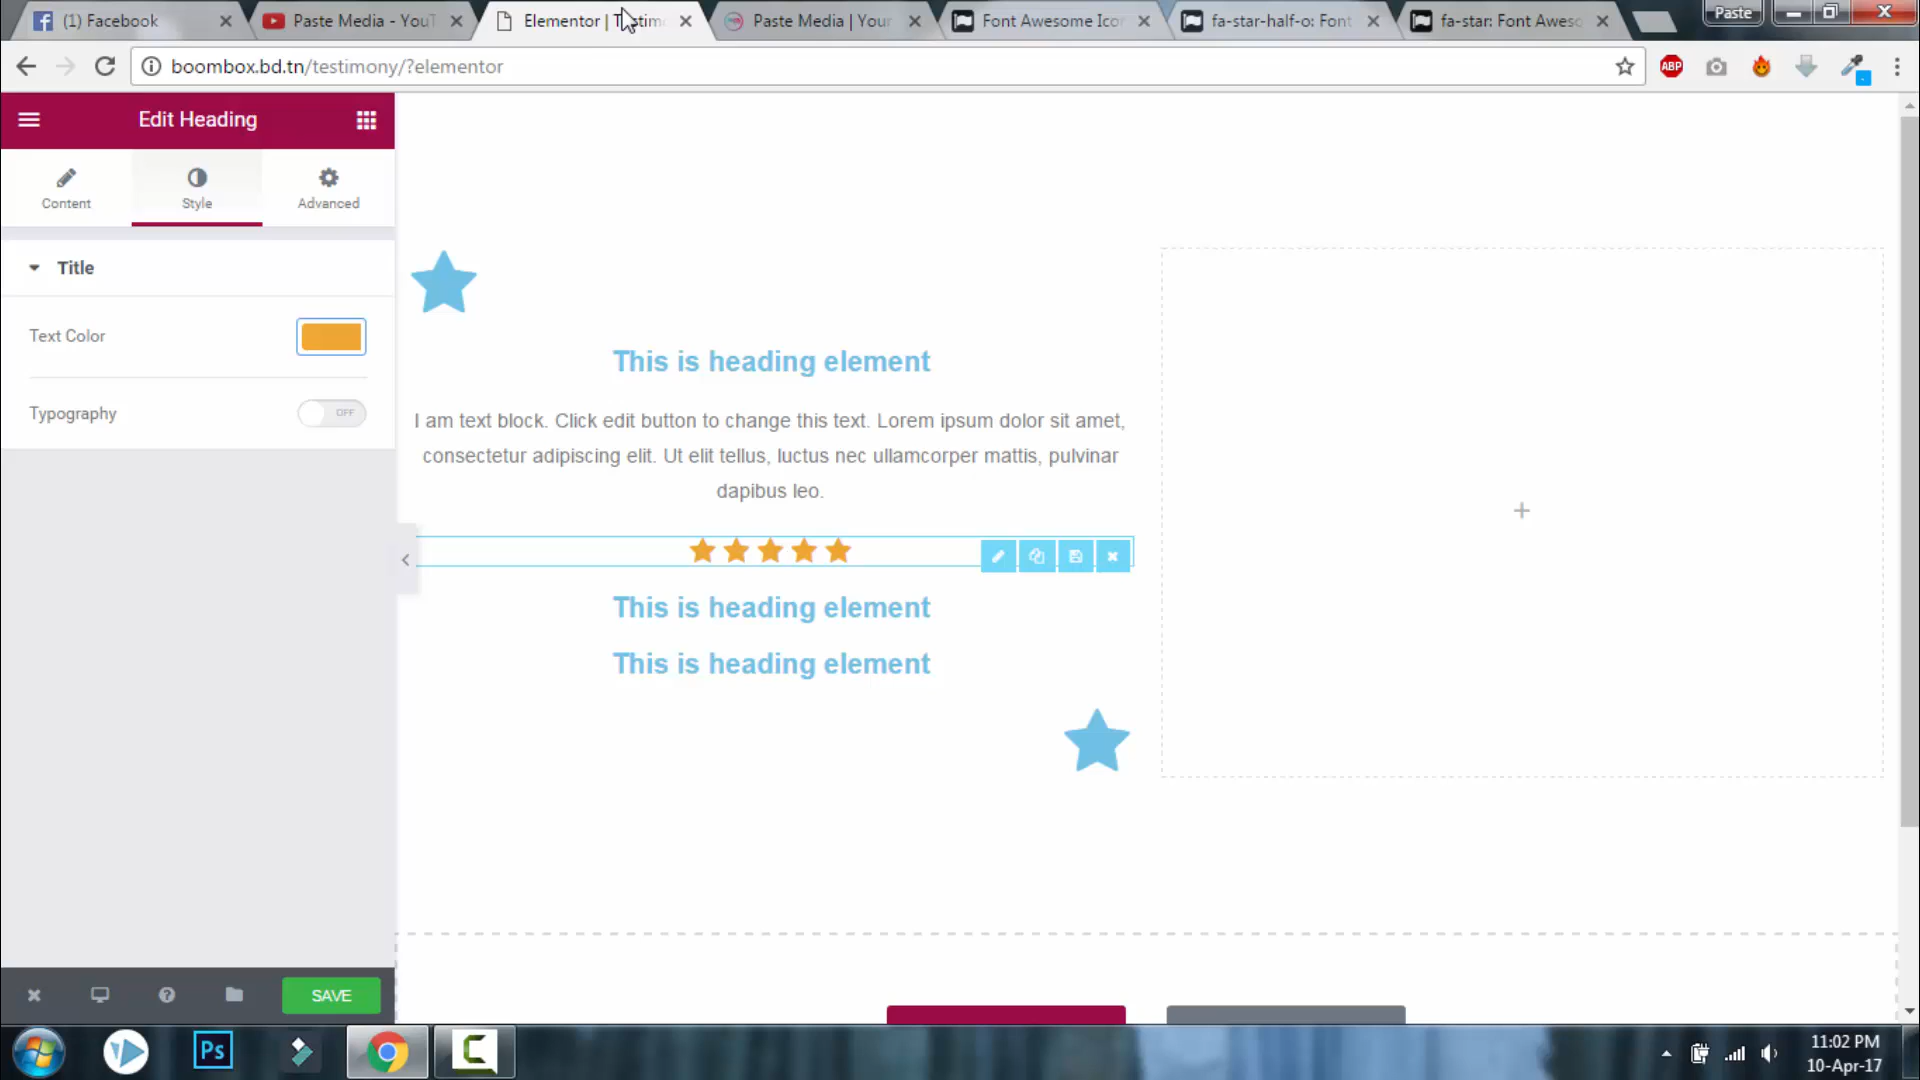 (1) Facebook
Paste Media - YouT
Elementor | Testim
Paste Media | Your
Font Awesome Icon
fa-star-half-o: Font
fa-star: Font Aweso
Paste
boombox.bd.tn/testimony/?elementor
ABP
Edit Heading
Content
Style
Advanced
Title
Text Color
Typography
OFF
This is heading element
I am text block. Click edit button to change this text. Lorem ipsum dolor sit amet,
consectetur adipiscing elit. Ut elit tellus, luctus nec ullamcorper mattis, pulvinar
dapibus leo.
This is heading element
This is heading element
SAVE
Ps
11:02 PM
10-Apr-17